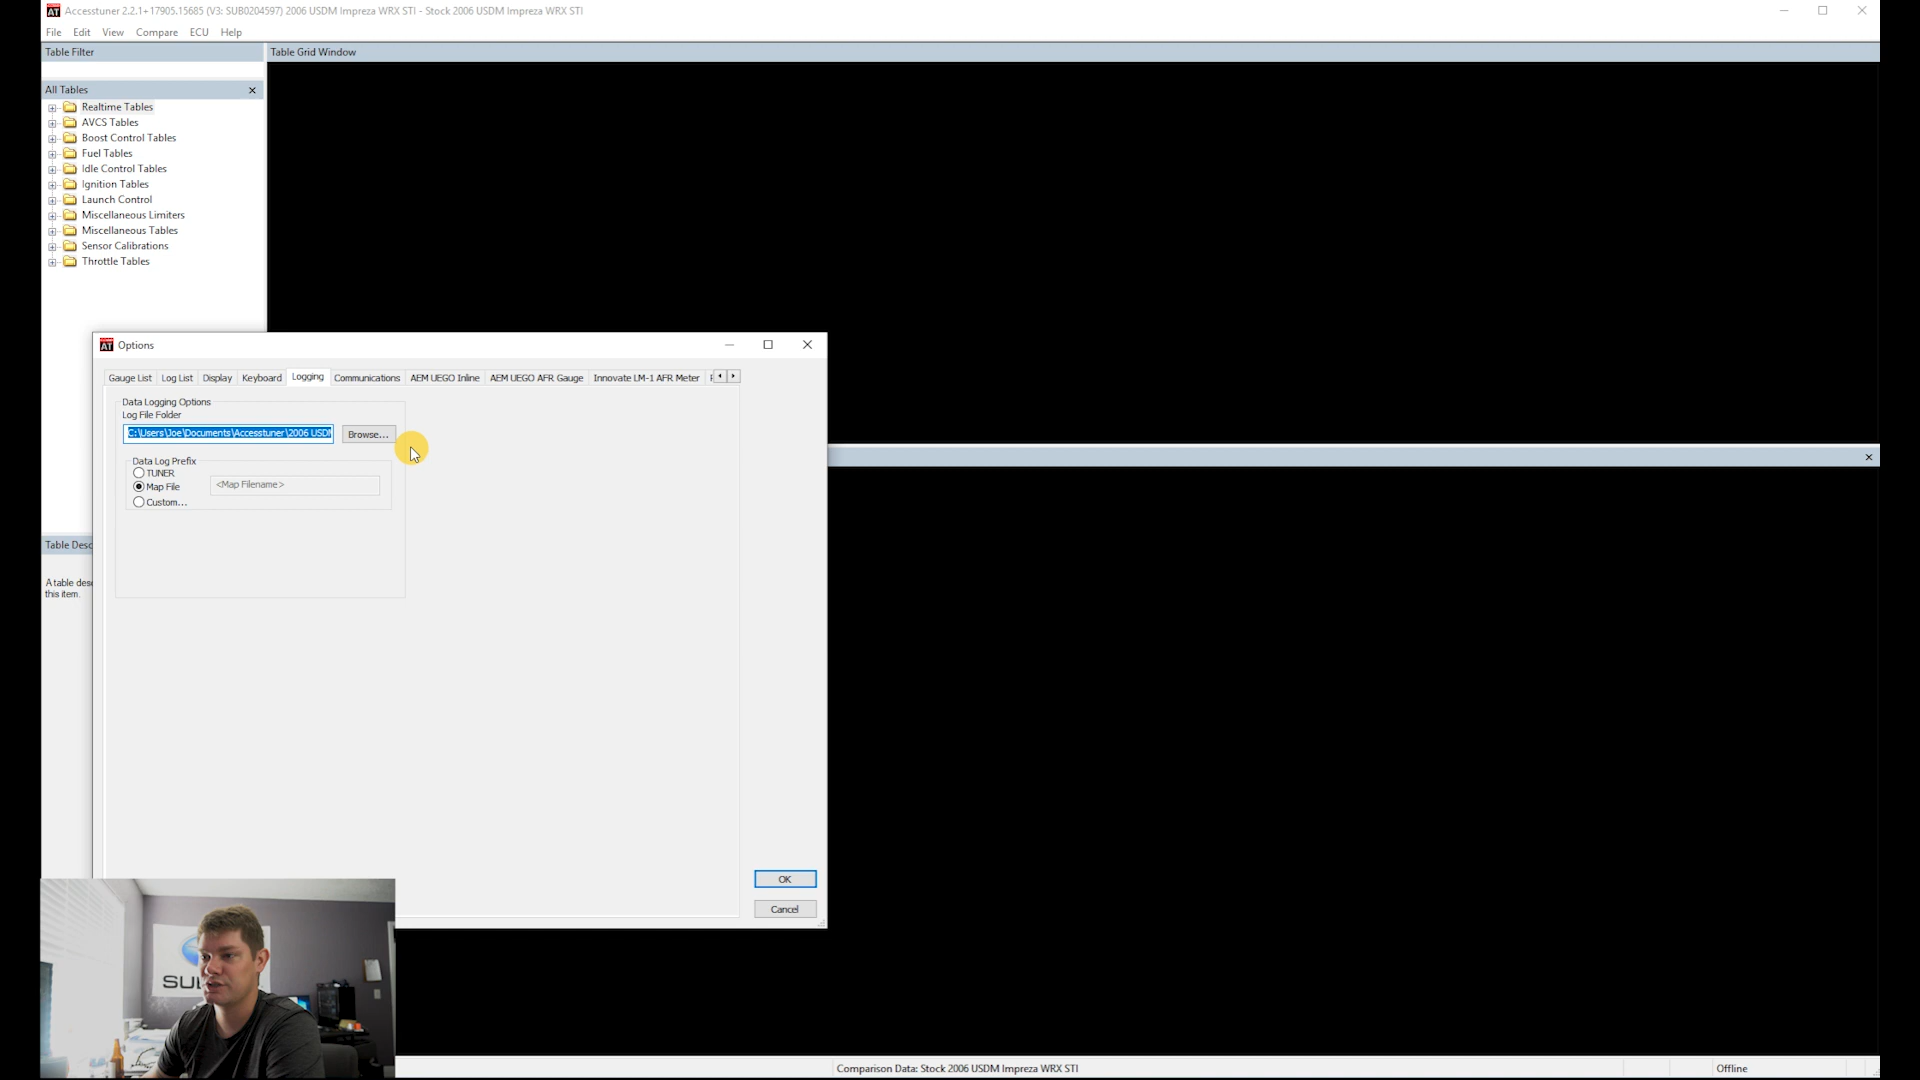 AT Accesstuner 2.2.1+17905.15685 (V3: SUB0204597) 2006 USDM Impreza WRX STI - Stock 2006 USDM Impreza WRX STI
File Edit View Compare ECU Help
Table Filter
Table Grid Window
All Tables
Realtime Tables
AVCS Tables
Boost Control Tables
Fuel Tables
Idle Control Tables
Ignition Tables
Launch Control
Miscellaneous Limiters
Miscellaneous Tables
Sensor Calibrations
Throttle Tables
AT Options
Gauge List Log List Display Keyboard Logging Communications AEM UEGO Inline AEM UEGO AFR Gauge Innovate LM-1 AFR Meter
Data Logging Options
Log File Folder
C:\Users\Joe\Documents\Accesstuner\2006 USDM
Browse...
Data Log Prefix
TUNER
Map File
<Map Filename>
Custom...
Table Desc
A table desc
this item.
OK
Cancel
SU
Comparison Data: Stock 2006 USDM Impreza WRX STI
Offline